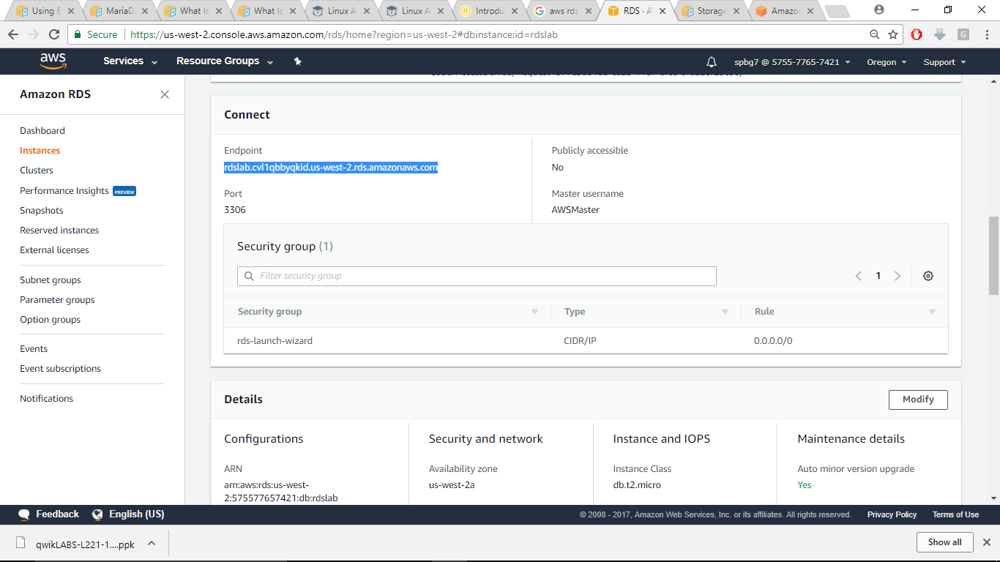 Using E
MariaD
What Is
What Is
Linux A
Linux A
Introdu
aws rds
RDS · A
Storage
Amazo
Secure
https://us-west-2.console.aws.amazon.com/rds/home?region=us-west-2#dbinstance:id=rdslab
G
aws
Services
Resource Groups
spbg7 @ 5755-7765-7421
Oregon
Support
Amazon RDS
Dashboard
Instances
Clusters
Performance Insights PREVIEW
Snapshots
Reserved instances
External licenses
Subnet groups
Parameter groups
Option groups
Events
Event subscriptions
Notifications
Connect
Endpoint
rdslab.cvl1qbbyqkid.us-west-2.rds.amazonaws.com
Publicly accessible
No
Port
3306
Master username
AWSMaster
Security group (1)
Filter security group
1
Security group Type Rule
rds-launch-wizard CIDR/IP 0.0.0.0/0
Details
Modify
Configurations
ARN
arn:aws:rds:us-west-
2:575577657421:db:rdslab
Security and network
Availability zone
us-west-2a
Instance and IOPS
Instance Class
db.t2.micro
Maintenance details
Auto minor version upgrade
Yes
Feedback
English (US)
© 2008 - 2017, Amazon Web Services, Inc. or its affiliates. All rights reserved.
Privacy Policy
Terms of Use
qwikLABS-L221-1....ppk
Show all